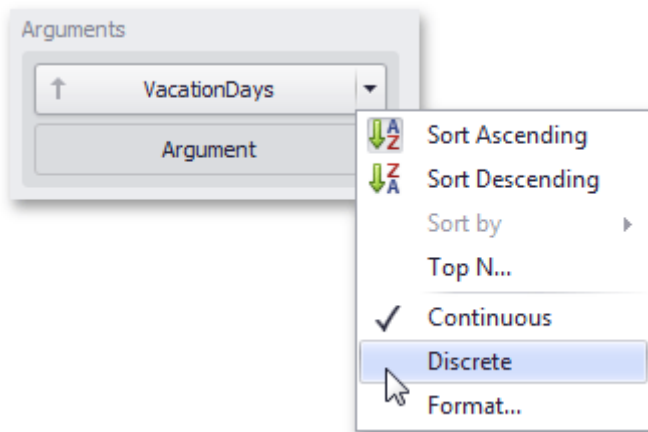 Arguments
VacationDays
Argument
Sort Ascending
Sort Descending
Sort by
Top N...
Continuous
Discrete
Format...